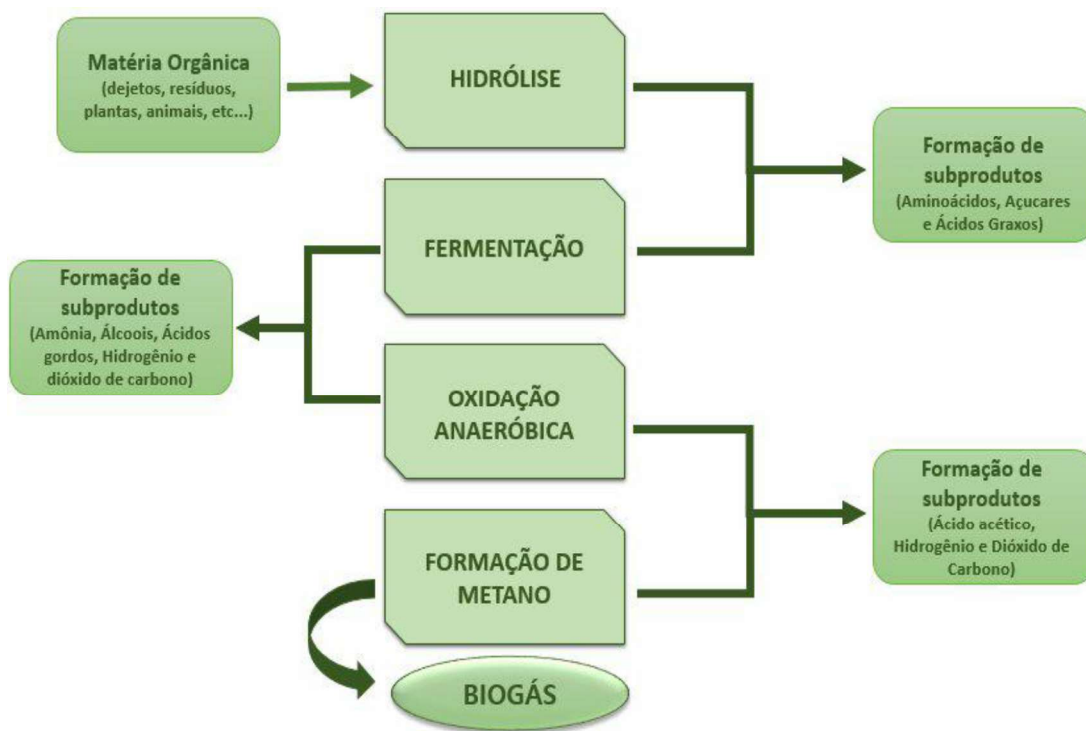 Matéria Orgânica
(dejetos, resíduos,
plantas, animais, etc...)
HIDRÓLISE
Formação de
subprodutos
(Aminoácidos, Açucares
e Ácidos Graxos)
FERMENTAÇÃO
Formação de
subprodutos
(Amônia, Álcoois, Ácidos
gordos, Hidrogênio e
dióxido de carbono)
OXIDAÇÃO
ANAERÓBICA
Formação de
subprodutos
(Ácido acético,
Hidrogênio e Dióxido de
Carbono)
FORMAÇÃO DE
METANO
BIOGÁS